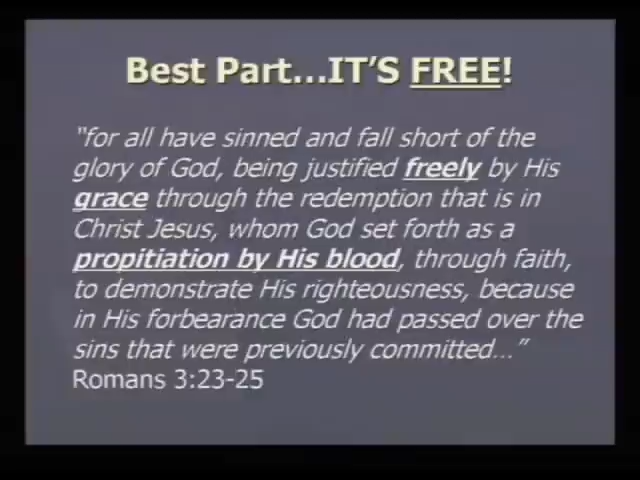 Best Part...IT'S FREE!
"for all have sinned and fall short of the
glory of God, being justified freely by His
grace through the redemption that is in
Christ Jesus, whom God set forth as a
propitiation by His blood, through faith,
to demonstrate His righteousness, because
in His forbearance God had passed over the
sins that were previously committed..."
Romans 3:23-25